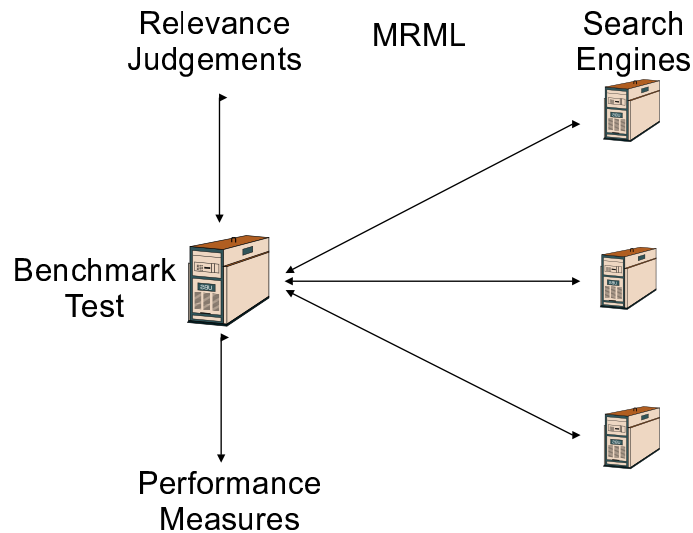 Relevance
Judgements
MRML
Search
Engines
Benchmark
Test
Performance
Measures